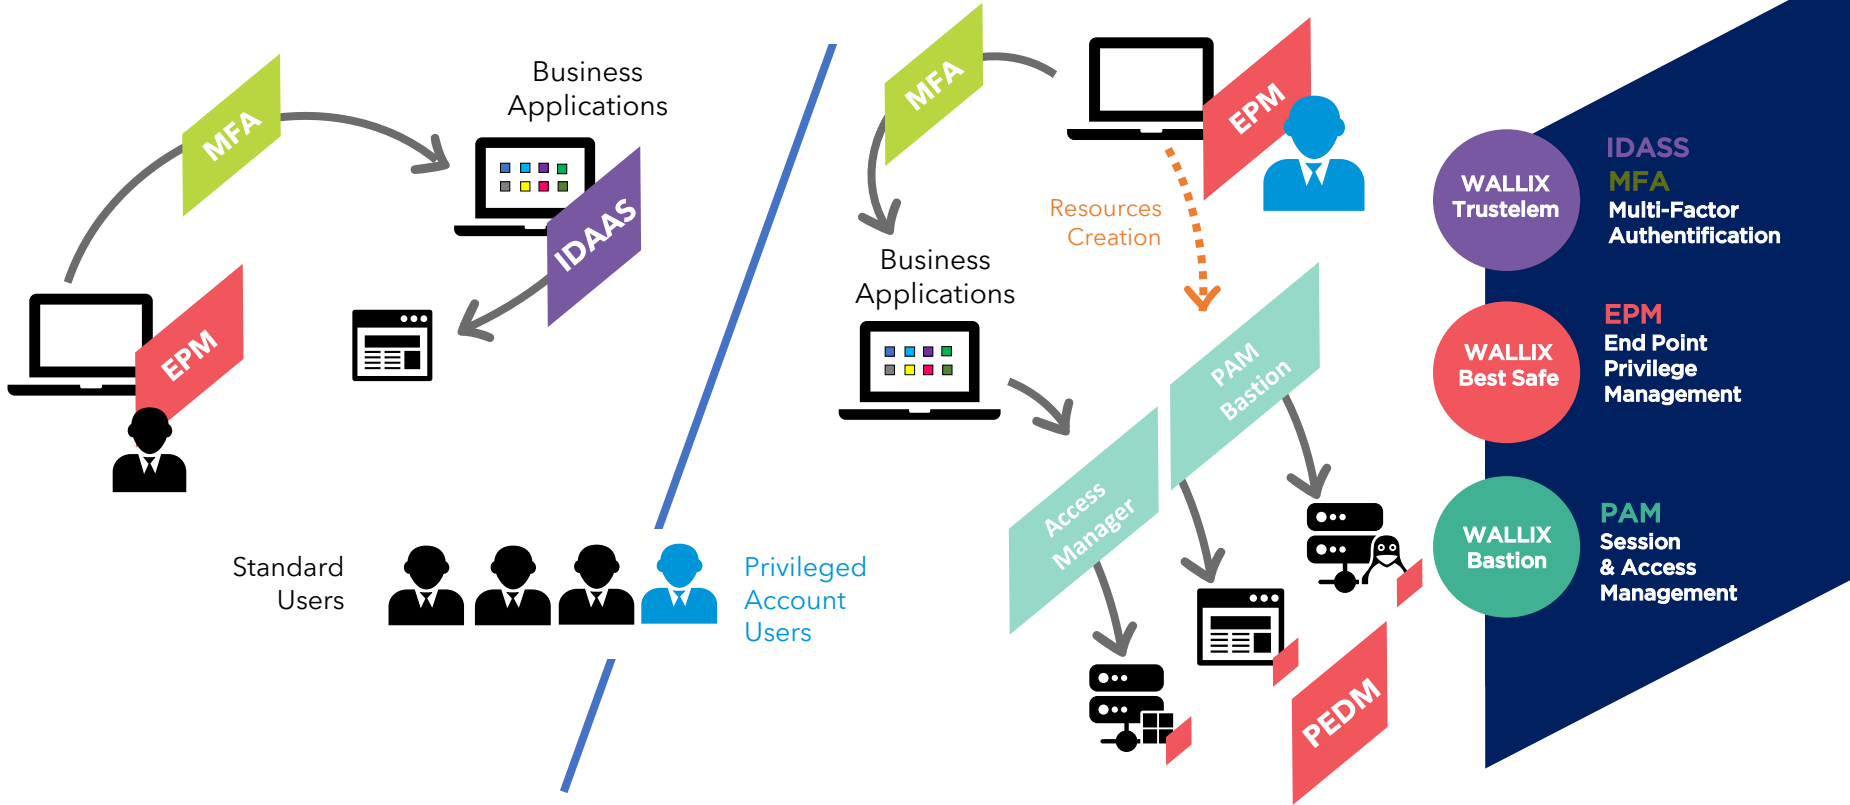 MFA
Business
Applications
IDAAS
EPM
Standard
Users
Privileged
Account
Users
MFA
EPM
Resources
Creation
Business
Applications
PAM
Bastion
Access
Manager
PEDM
WALLIX
Trustelem
IDASS
MFA
Multi-Factor
Authentification
WALLIX
Best Safe
EPM
End Point
Privilege
Management
WALLIX
Bastion
PAM
Session
& Access
Management